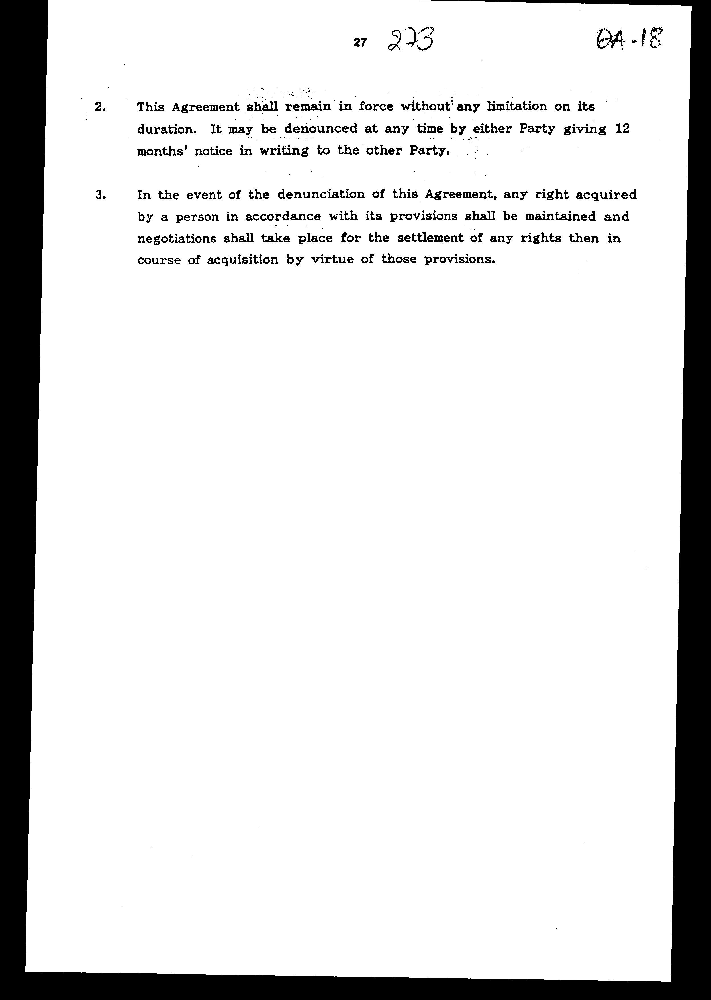 27 273 OA-18
2. This Agreement shall remain in force without any limitation on its
duration. It may be denounced at any time by either Party giving 12
months' notice in writing to the other Party.
3. In the event of the denunciation of this Agreement, any right acquired
by a person in accordance with its provisions shall be maintained and
negotiations shall take place for the settlement of any rights then in
course of acquisition by virtue of those provisions.